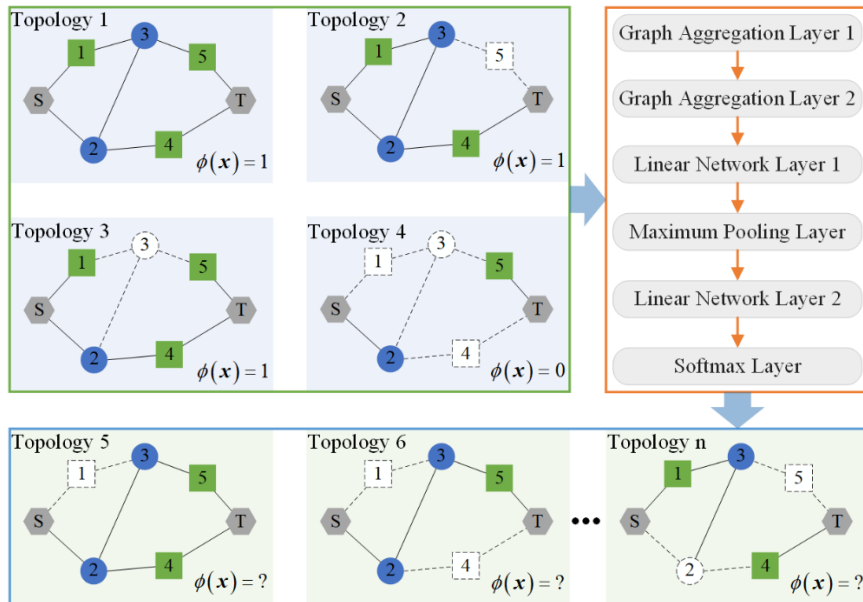 Topology 1
3
1
5
S
T
2
4
ϕ(x)=1
Topology 2
3
1
5
S
T
2
4
ϕ(x)=1
Topology 3
3
1
5
S
T
2
4
ϕ(x)=1
Topology 4
3
1
5
S
T
2
4
ϕ(x)=0
Graph Aggregation Layer 1
Graph Aggregation Layer 2
Linear Network Layer 1
Maximum Pooling Layer
Linear Network Layer 2
Softmax Layer
Topology 5
3
1
5
S
T
2
4
ϕ(x)=?
Topology 6
3
1
5
S
T
2
4
ϕ(x)=?
•••
Topology n
3
1
5
S
T
2
4
ϕ(x)=?